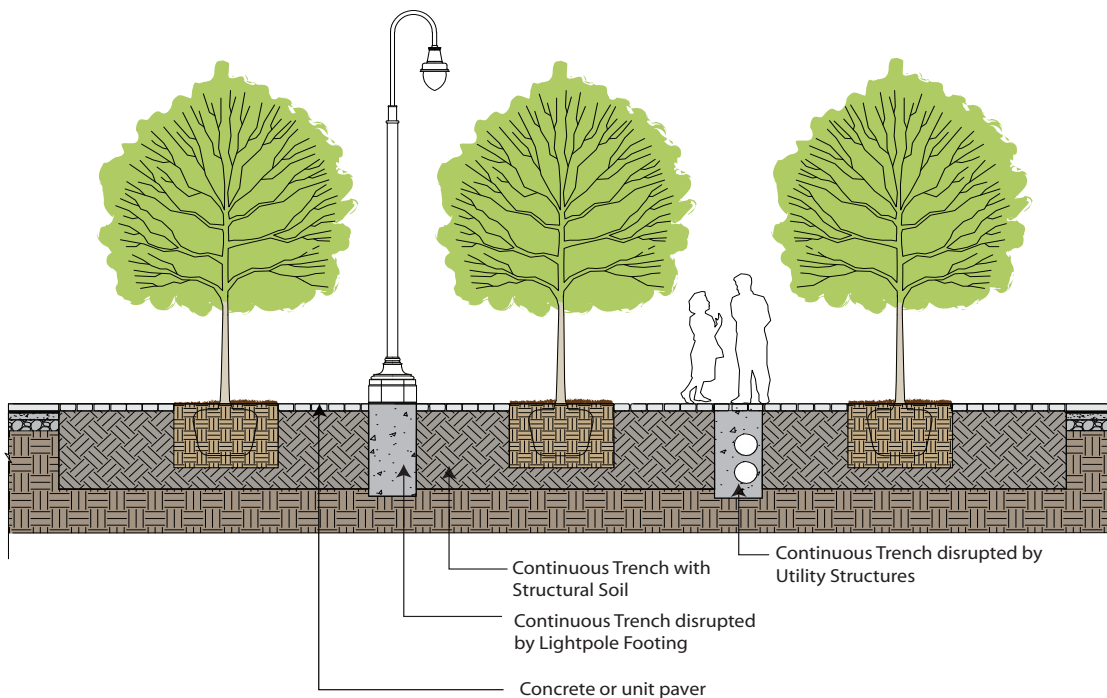 Continuous Trench with
Structural Soil
Continuous Trench disrupted by
Utility Structures
Continuous Trench disrupted
by Lightpole Footing
Concrete or unit paver